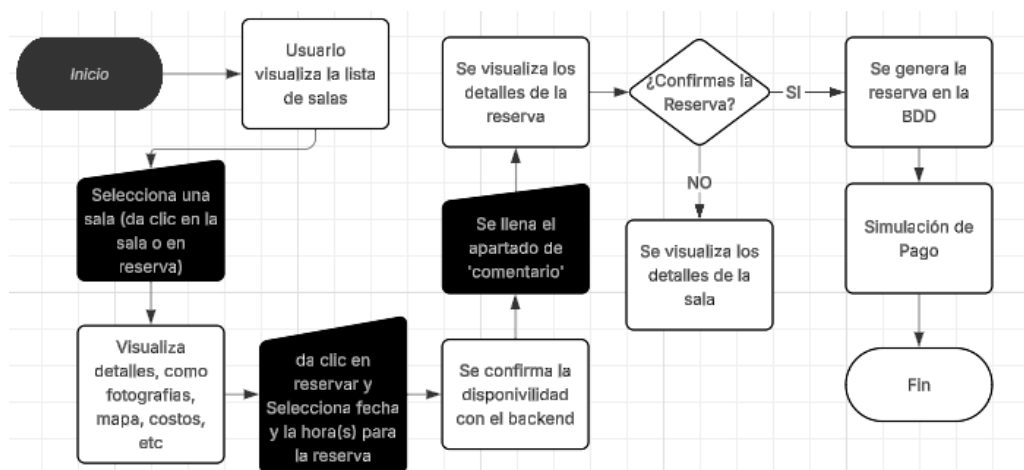 Inicio
Usuario
visualiza la lista
de salas
Selecciona una
sala (da clic en la
sala o en
reserva)
Visualiza
detalles, como
fotografias,
mapa, costos,
etc
da clic en
reservar y
Selecciona fecha
y la hora(s) para
la reserva
Se confirma la
disponivilidad
con el backend
Se llena el
apartado de
'comentario'
Se visualiza los
detalles de la
reserva
¿Confirmas la
Reserva?
NO
Se visualiza los
detalles de la
sala
SI
Se genera la
reserva en la
BDD
Simulación de
Pago
Fin